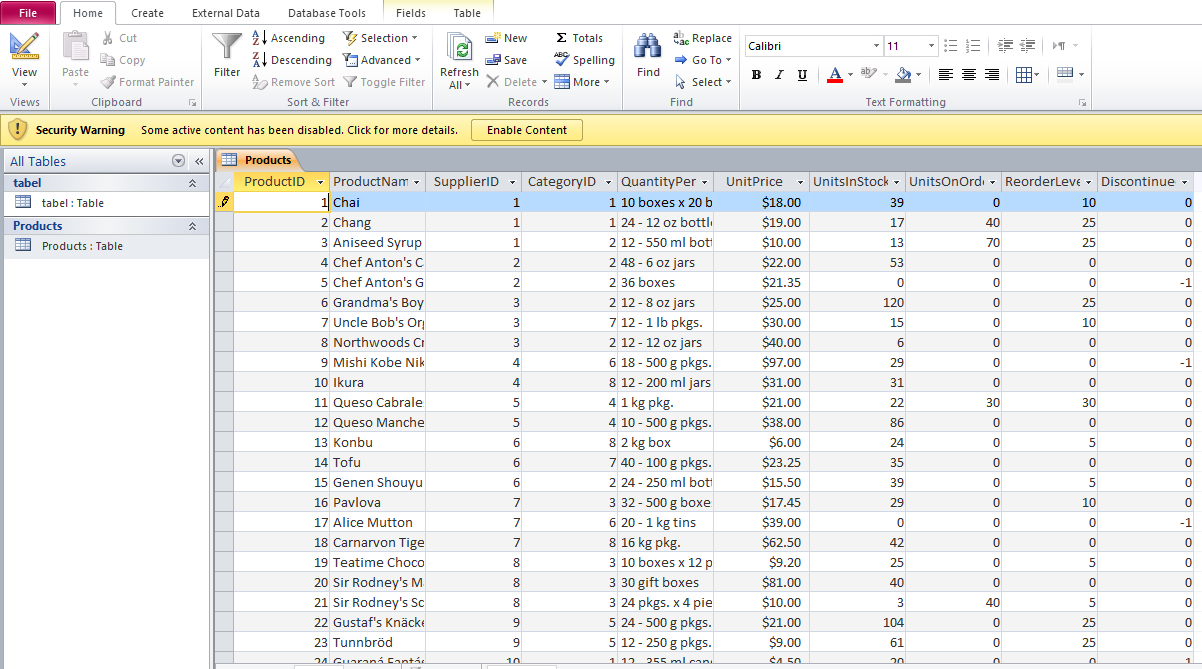 File Home Create External Data Database Tools Fields Table
View Paste Cut Copy Format Painter Filter Ascending Descending Remove Sort Selection Advanced Toggle Filter Refresh All New Save Delete Totals Spelling More Find Replace Go To Select Calibri 11 B I U
Views Clipboard Sort & Filter Records Find Text Formatting
Security Warning Some active content has been disabled. Click for more details. Enable Content
All Tables «
tabel
tabel : Table
Products
Products : Table
Products
ProductID ProductNam SupplierID CategoryID QuantityPer UnitPrice UnitsInStock UnitsOnOrd ReorderLeve Discontinue
1 Chai 1 1 10 boxes x 20 b $18.00 39 0 10 0
2 Chang 1 1 24 - 12 oz bottl $19.00 17 40 25 0
3 Aniseed Syrup 1 2 12 - 550 ml bott $10.00 13 70 25 0
4 Chef Anton's C 2 2 48 - 6 oz jars $22.00 53 0 0 0
5 Chef Anton's G 2 2 36 boxes $21.35 0 0 0 -1
6 Grandma's Boy 3 2 12 - 8 oz jars $25.00 120 0 25 0
7 Uncle Bob's Org 3 7 12 - 1 lb pkgs. $30.00 15 0 10 0
8 Northwoods Cr 3 2 12 - 12 oz jars $40.00 6 0 0 0
9 Mishi Kobe Nik 4 6 18 - 500 g pkgs. $97.00 29 0 0 -1
10 Ikura 4 8 12 - 200 ml jars $31.00 31 0 0 0
11 Queso Cabrale 5 4 1 kg pkg. $21.00 22 30 30 0
12 Queso Manche 5 4 10 - 500 g pkgs. $38.00 86 0 0 0
13 Konbu 6 8 2 kg box $6.00 24 0 5 0
14 Tofu 6 7 40 - 100 g pkgs. $23.25 35 0 0 0
15 Genen Shouyu 6 2 24 - 250 ml bott $15.50 39 0 5 0
16 Pavlova 7 3 32 - 500 g boxe $17.45 29 0 10 0
17 Alice Mutton 7 6 20 - 1 kg tins $39.00 0 0 0 -1
18 Carnarvon Tige 7 8 16 kg pkg. $62.50 42 0 0 0
19 Teatime Choco 8 3 10 boxes x 12 p $9.20 25 0 5 0
20 Sir Rodney's M 8 3 30 gift boxes $81.00 40 0 0 0
21 Sir Rodney's Sc 8 3 24 pkgs. x 4 pie $10.00 3 40 5 0
22 Gustaf's Knäcke 9 5 24 - 500 g pkgs. $21.00 104 0 25 0
23 Tunnbröd 9 5 12 - 250 g pkgs. $9.00 61 0 25 0
24 Guaraná Fantás 10 1 12 - 355 ml can $4.50 20 0 0 -1